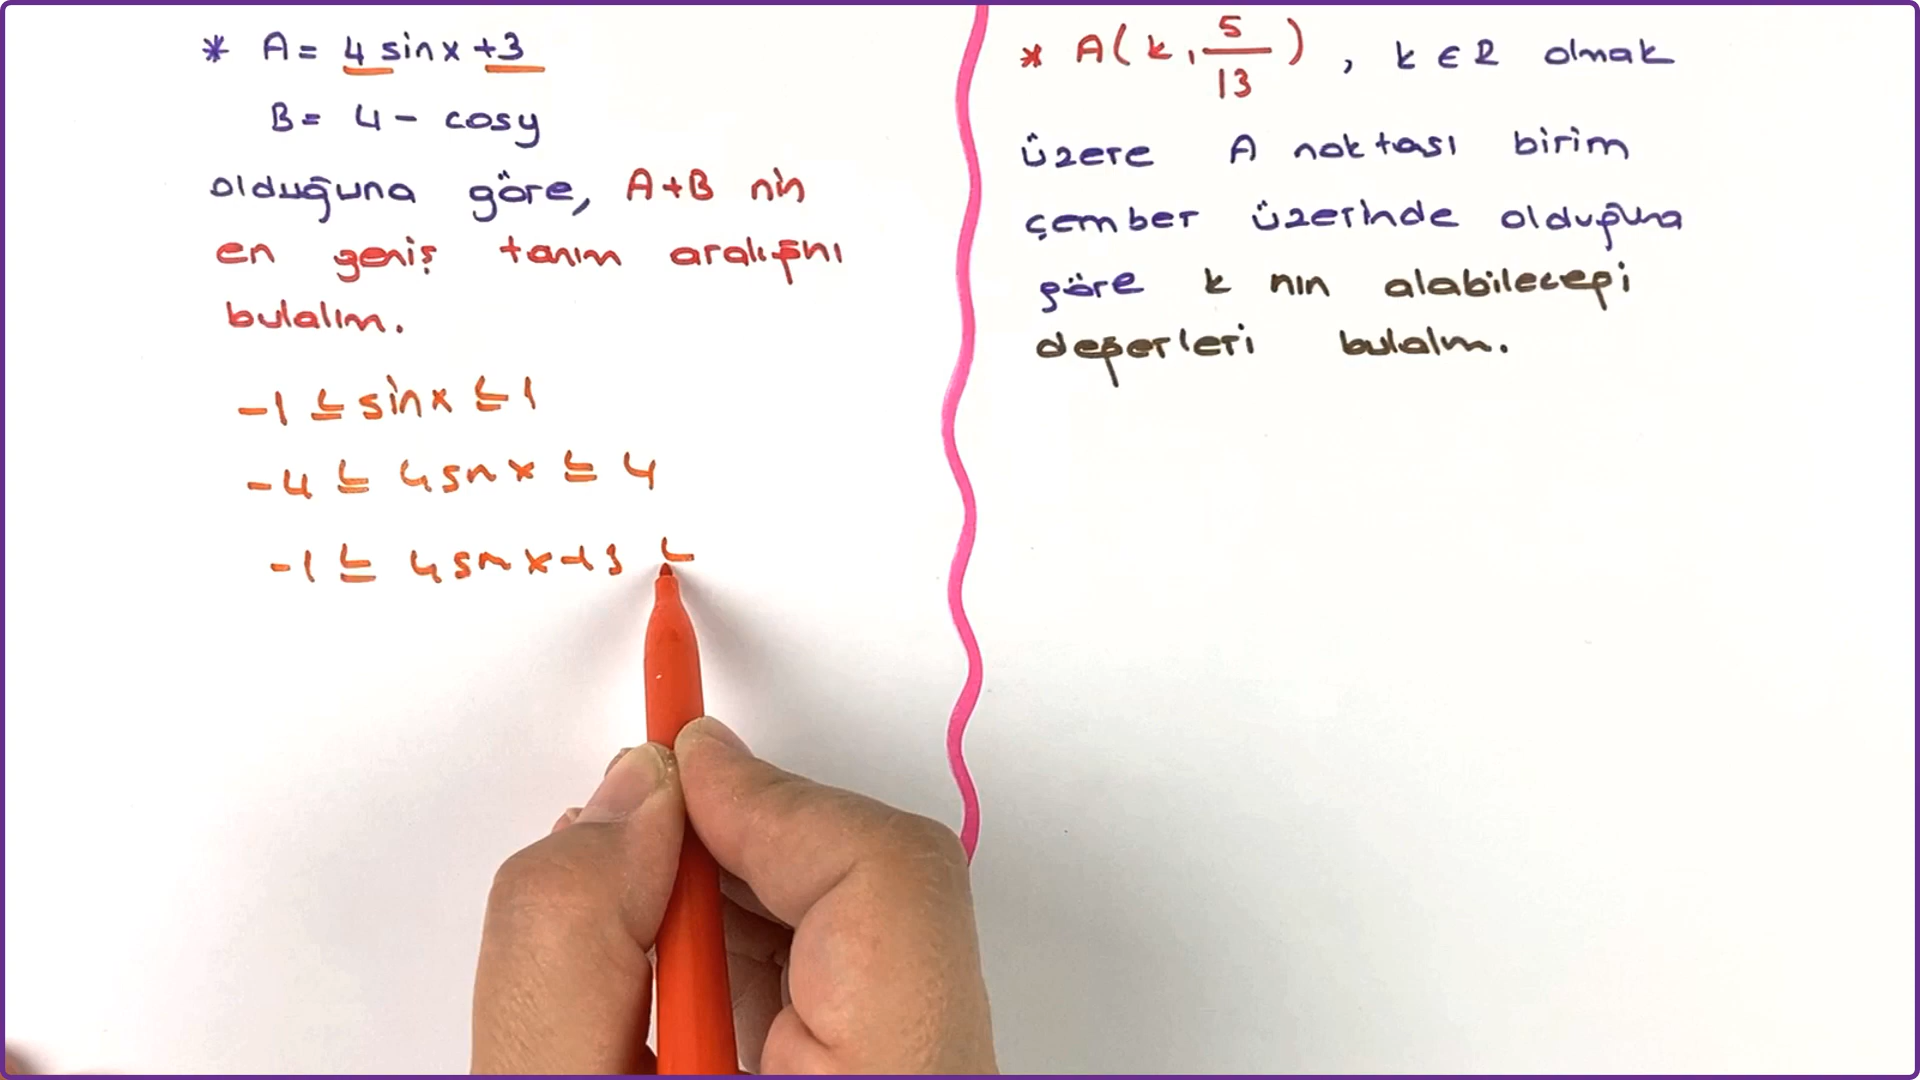 * A = 4 sinx + 3
B = 4 - cosy
olduğuna göre, A+B nin
en geniş tanım aralığını
bulalım.
-1 ≤ sinx ≤ 1
-4 ≤ 4sinx ≤ 4
-1 ≤ 4sinx+3 ≤
* A(k, 5/13), k ∈ R olmak
üzere A noktası birim
çember üzerinde olduğuna
göre k nın alabileceği
değerleri bulalım.